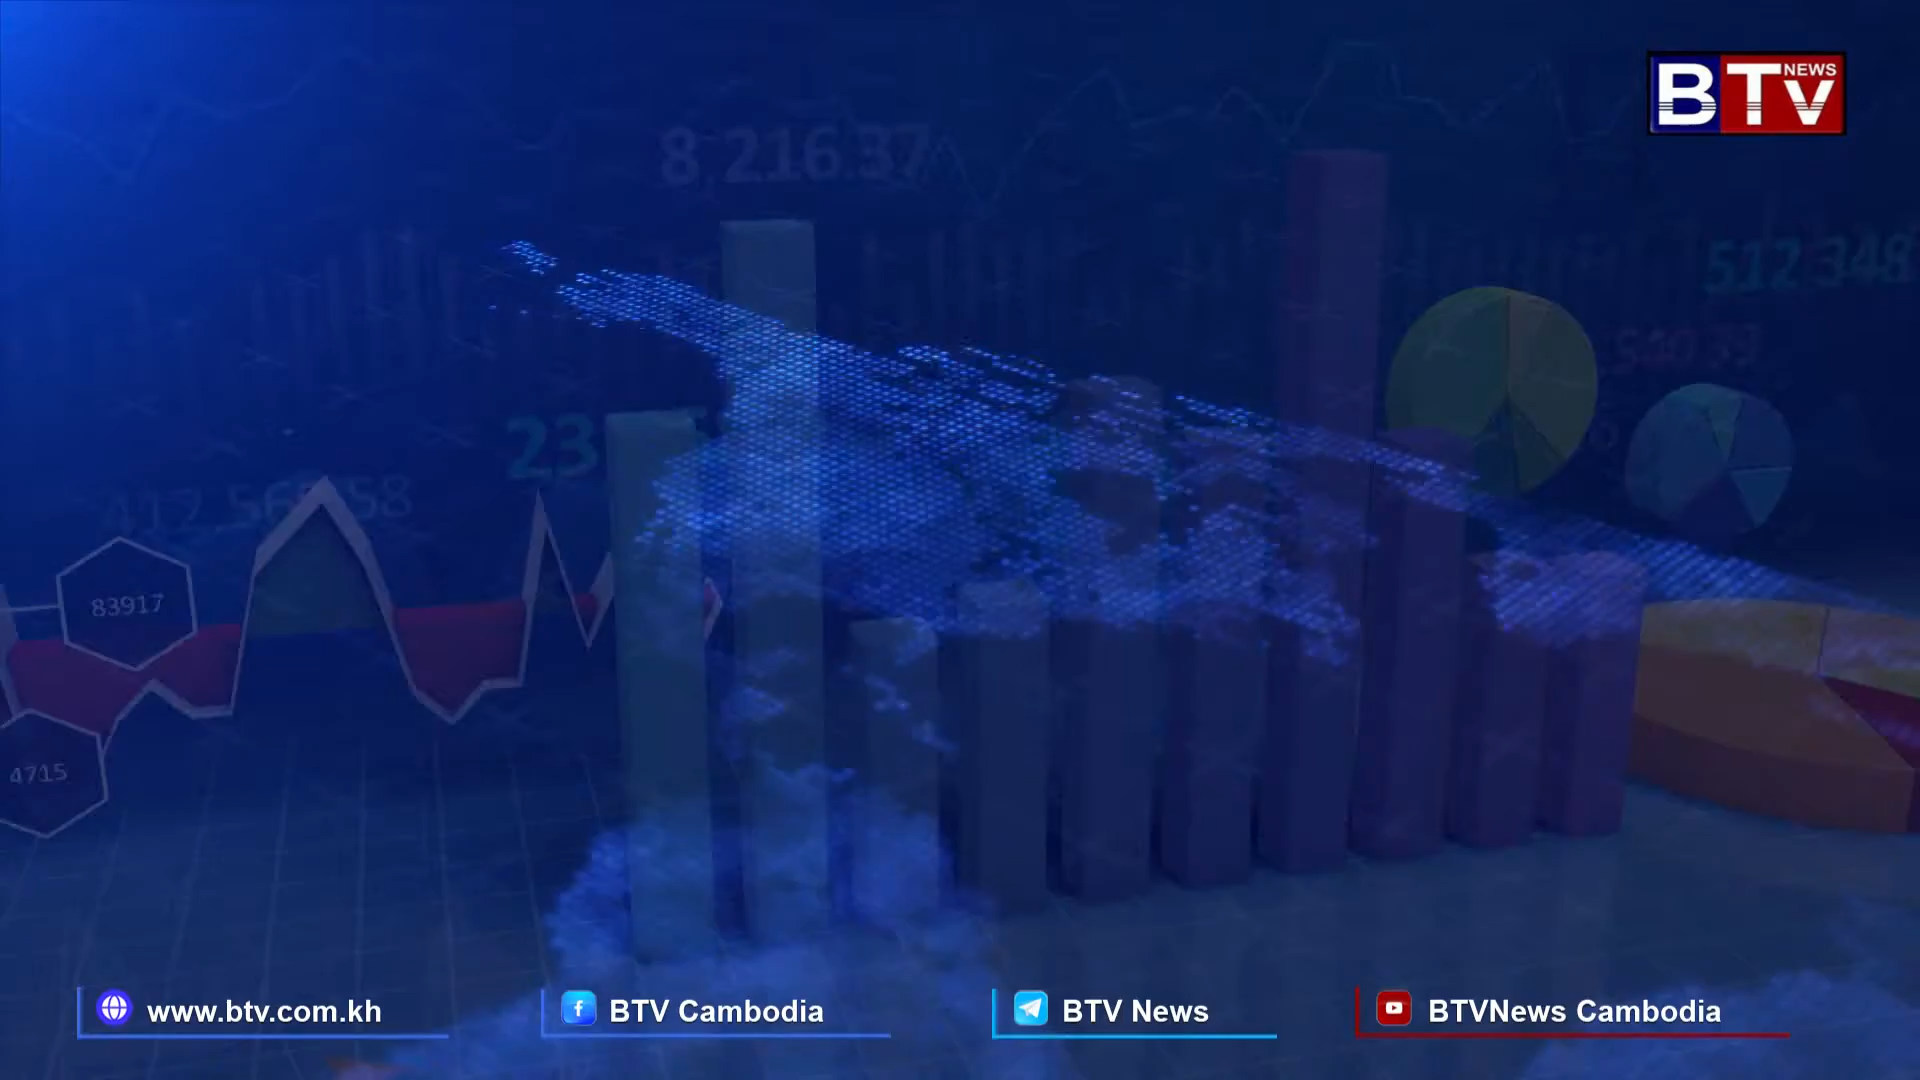 BTV NEWS
8 216.37
512 348
23
83917
4715
www.btv.com.kh
BTV Cambodia
BTV News
BTVNews Cambodia